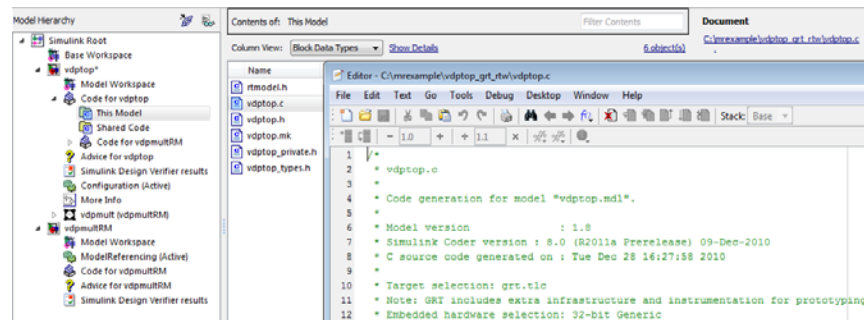 Model Hierarchy
Simulink Root
Base Workspace
vdptop*
Model Workspace
Code for vdptop
This Model
Shared Code
Code for vdpmultRM
Advice for vdptop
Simulink Design Verifier results
Configuration (Active)
More Info
vdpmult (vdpmultRM)
vdpmultRM
Model Workspace
ModelReferencing (Active)
Code for vdpmultRM
Advice for vdpmultRM
Simulink Design Verifier results
Contents of: This Model
Filter Contents
Column View: Block Data Types Show Details 6 object(s)
Name
rtmodel.h
vdptop.c
vdptop.h
vdptop.mk
vdptop_private.h
vdptop_types.h
Document
C:\mrexample\vdptop_grt_rtw\vdptop.c
Editor - C:\mrexample\vdptop_grt_rtw\vdptop.c
File Edit Text Go Tools Debug Desktop Window Help
Stack: Base
- 1.0 + ÷ 1.1 ×
1 /*
2 * vdptop.c
3 *
4 * Code generation for model "vdptop.mdl".
5 *
6 * Model version : 1.8
7 * Simulink Coder version : 8.0 (R2011a Prerelease) 09-Dec-2010
8 * C source code generated on : Tue Dec 28 16:27:58 2010
9 *
10 * Target selection: grt.tlc
11 * Note: GRT includes extra infrastructure and instrumentation for prototyping
12 * Embedded hardware selection: 32-bit Generic